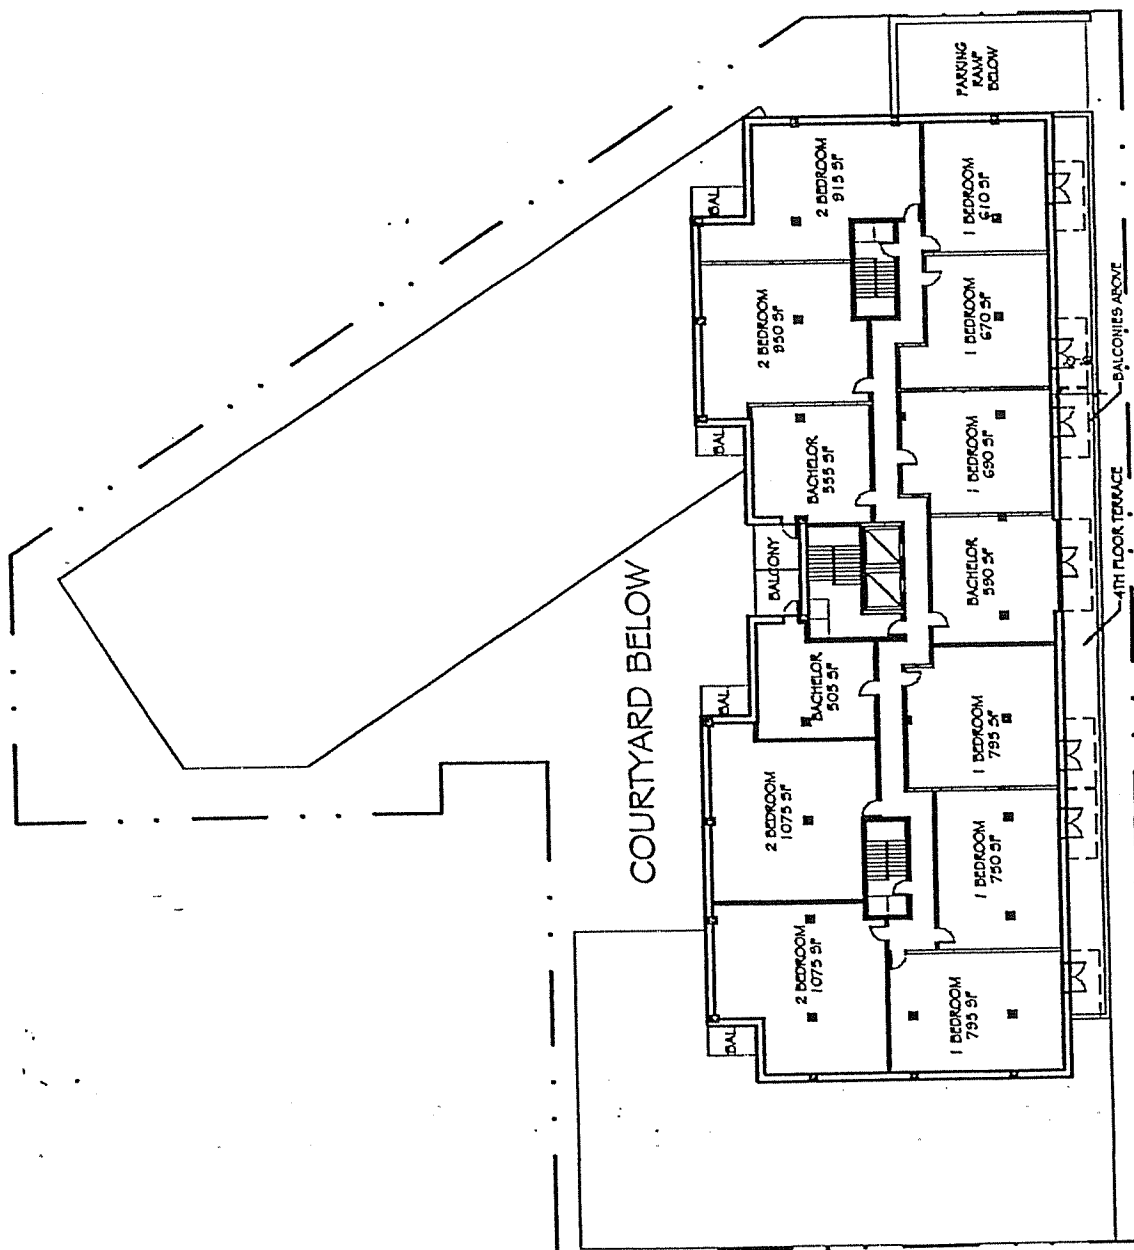 COURTYARD BELOW
BAL.
BAL.
BAL.
BAL.
BALCONY
2 BEDROOM
1075 SF
2 BEDROOM
1075 SF
BACHELOR
505 SF
BACHELOR
555 SF
2 BEDROOM
950 SF
2 BEDROOM
915 SF
1 BEDROOM
795 SF
1 BEDROOM
750 SF
1 BEDROOM
795 SF
BACHELOR
590 SF
1 BEDROOM
690 SF
1 BEDROOM
670 SF
1 BEDROOM
610 SF
PARKING
RAMP
BELOW
4TH FLOOR TERRACE
BALCONIES ABOVE